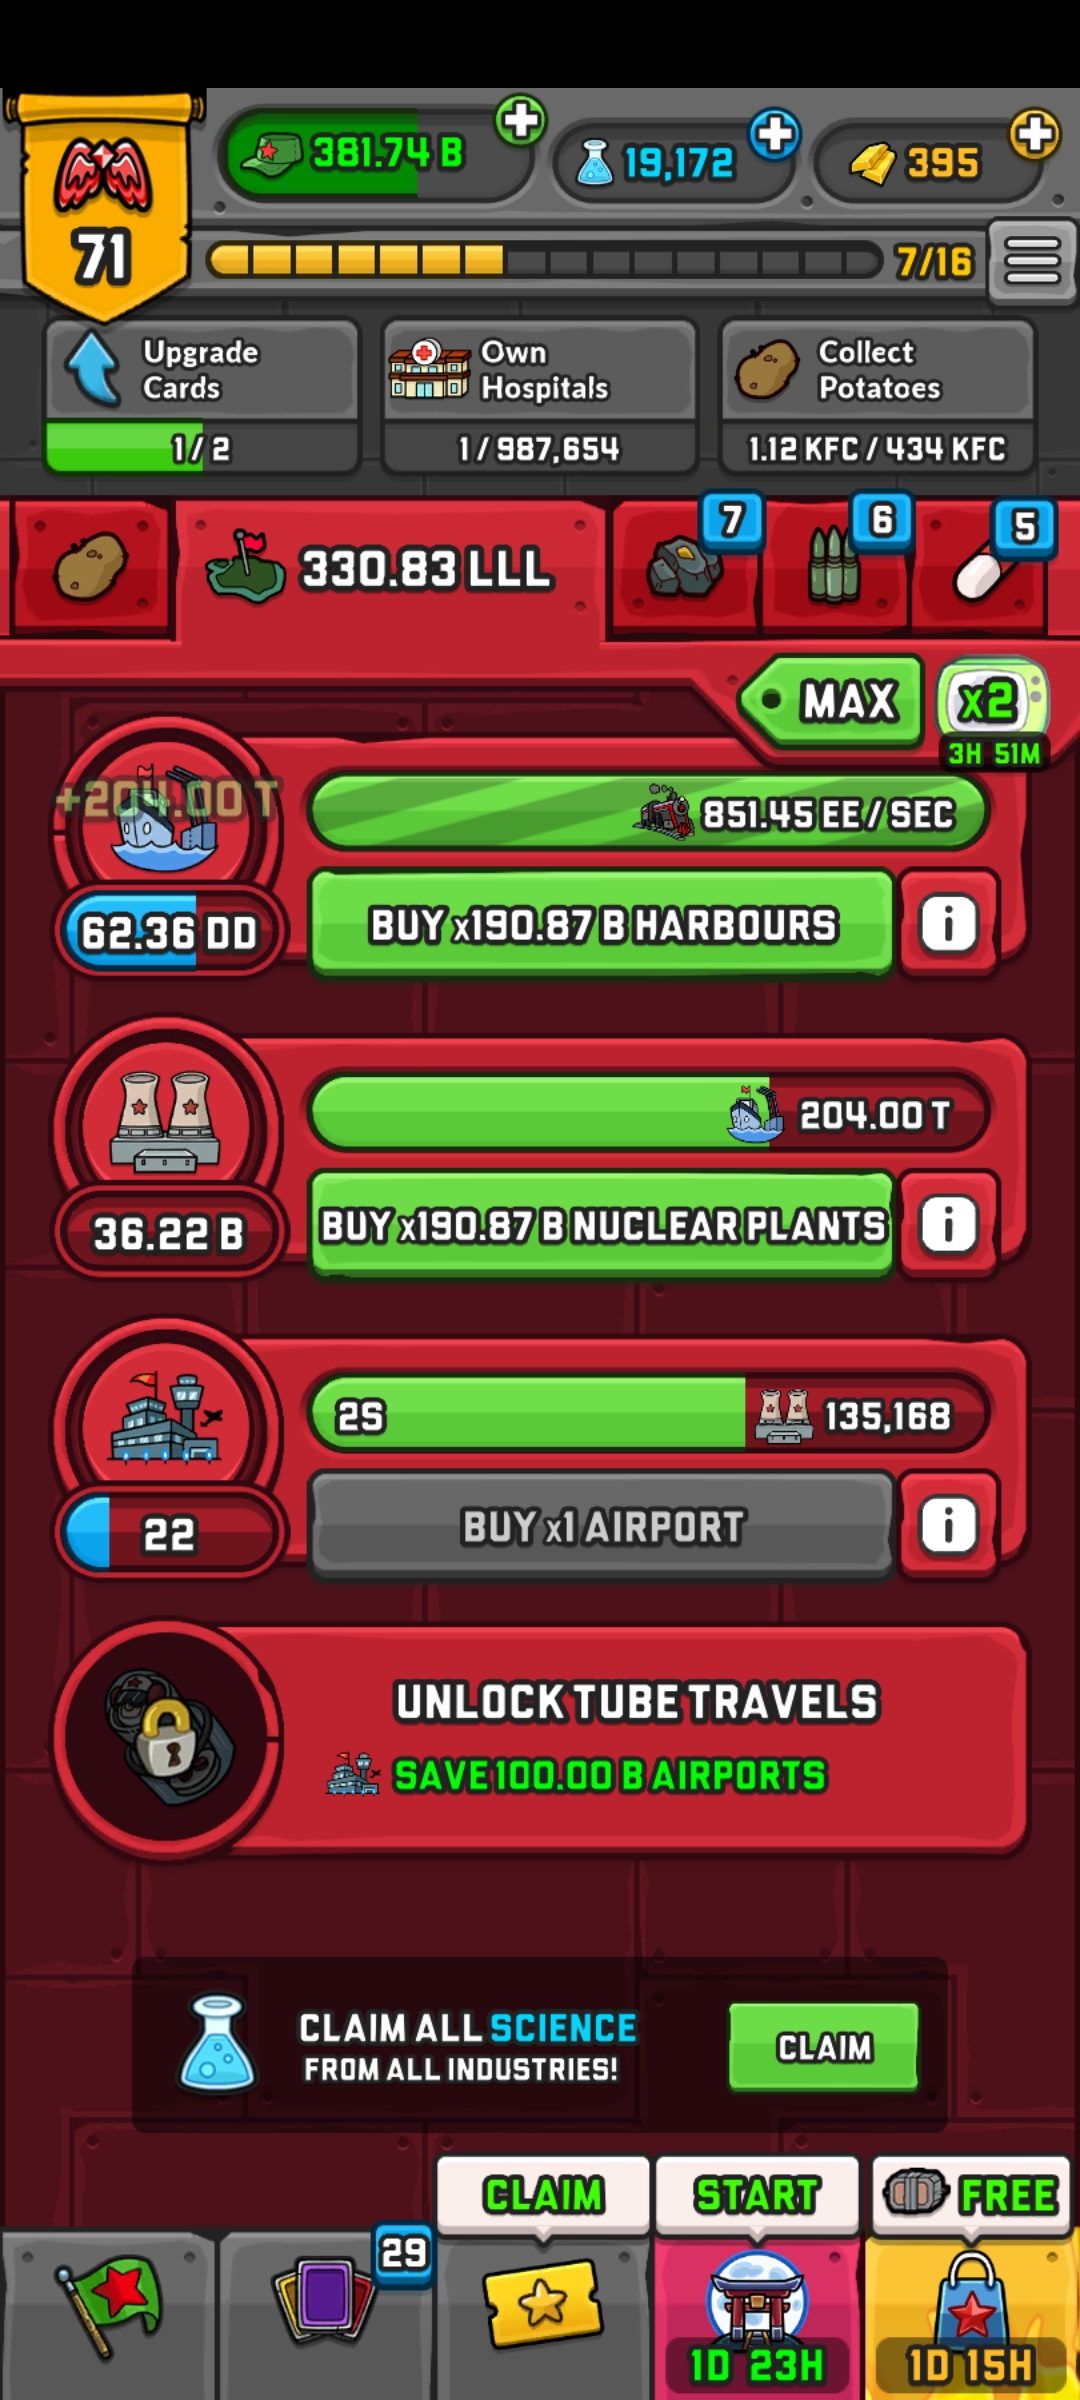 381.74 B
19,172
395
71
7/16
Upgrade
Cards
1/2
Own
Hospitals
1/987,654
Collect
Potatoes
1.12 KFC/434 KFC
330.83 LLL
7
6
5
MAX
x2
3H 51M
+204.00 T
851.45 EE/SEC
62.36 DD
BUY x190.87 B HARBOURS
i
204.00 T
36.22 B
BUY x190.87 B NUCLEAR PLANTS
i
2S
135,168
22
BUY x1 AIRPORT
i
UNLOCK TUBE TRAVELS
SAVE 100.00 B AIRPORTS
CLAIM ALL SCIENCE
FROM ALL INDUSTRIES!
CLAIM
CLAIM
START
FREE
29
1D 23H
1D 15H